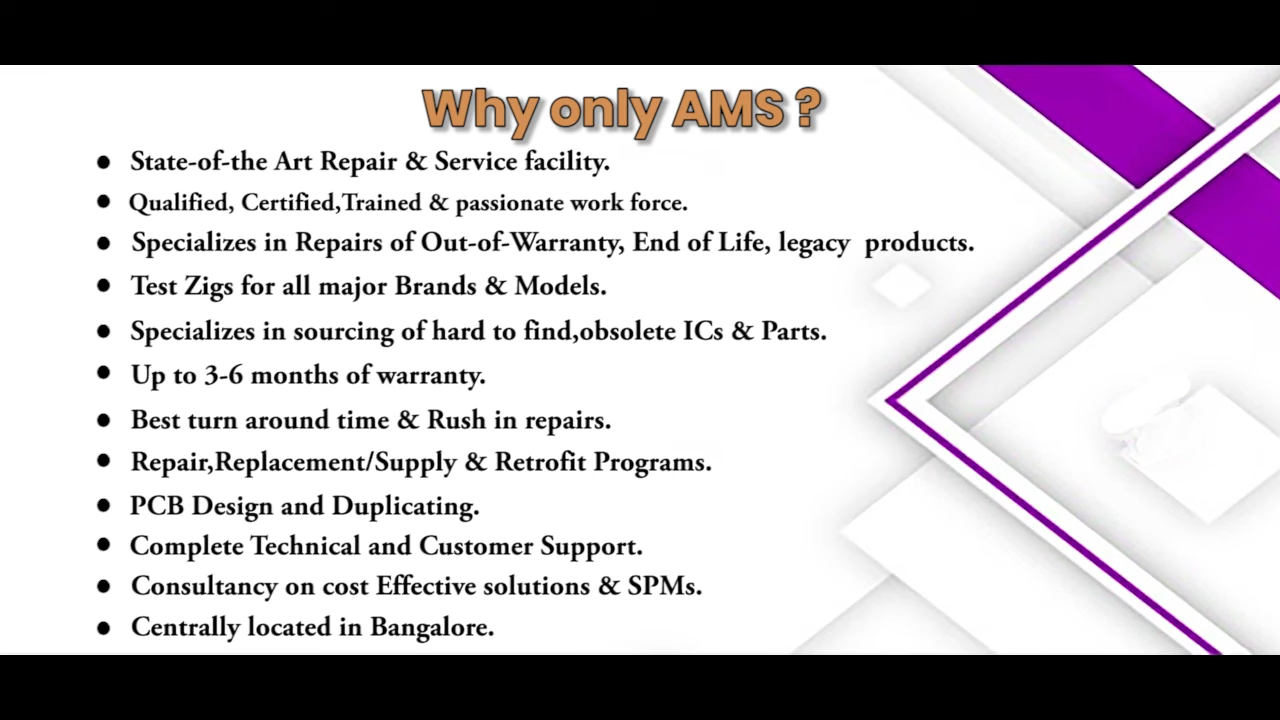 Why only AMS ?
● State-of-the Art Repair & Service facility.
● Qualified, Certified,Trained & passionate work force.
● Specializes in Repairs of Out-of-Warranty, End of Life, legacy  products.
● Test Zigs for all major Brands & Models.
● Specializes in sourcing of hard to find,obsolete ICs & Parts.
● Up to 3-6 months of warranty.
● Best turn around time & Rush in repairs.
● Repair,Replacement/Supply & Retrofit Programs.
● PCB Design and Duplicating.
● Complete Technical and Customer Support.
● Consultancy on cost Effective solutions & SPMs.
● Centrally located in Bangalore.